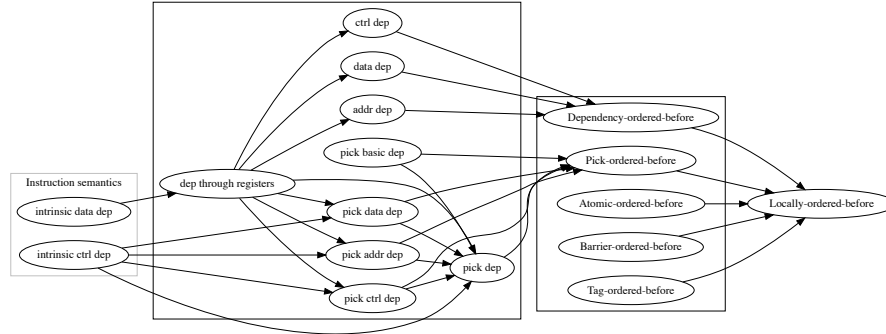 ctrl dep
data dep
addr dep
pick basic dep
dep through registers
pick data dep
pick addr dep
pick ctrl dep
pick dep
Instruction semantics
intrinsic data dep
intrinsic ctrl dep
Dependency-ordered-before
Pick-ordered-before
Atomic-ordered-before
Barrier-ordered-before
Tag-ordered-before
Locally-ordered-before